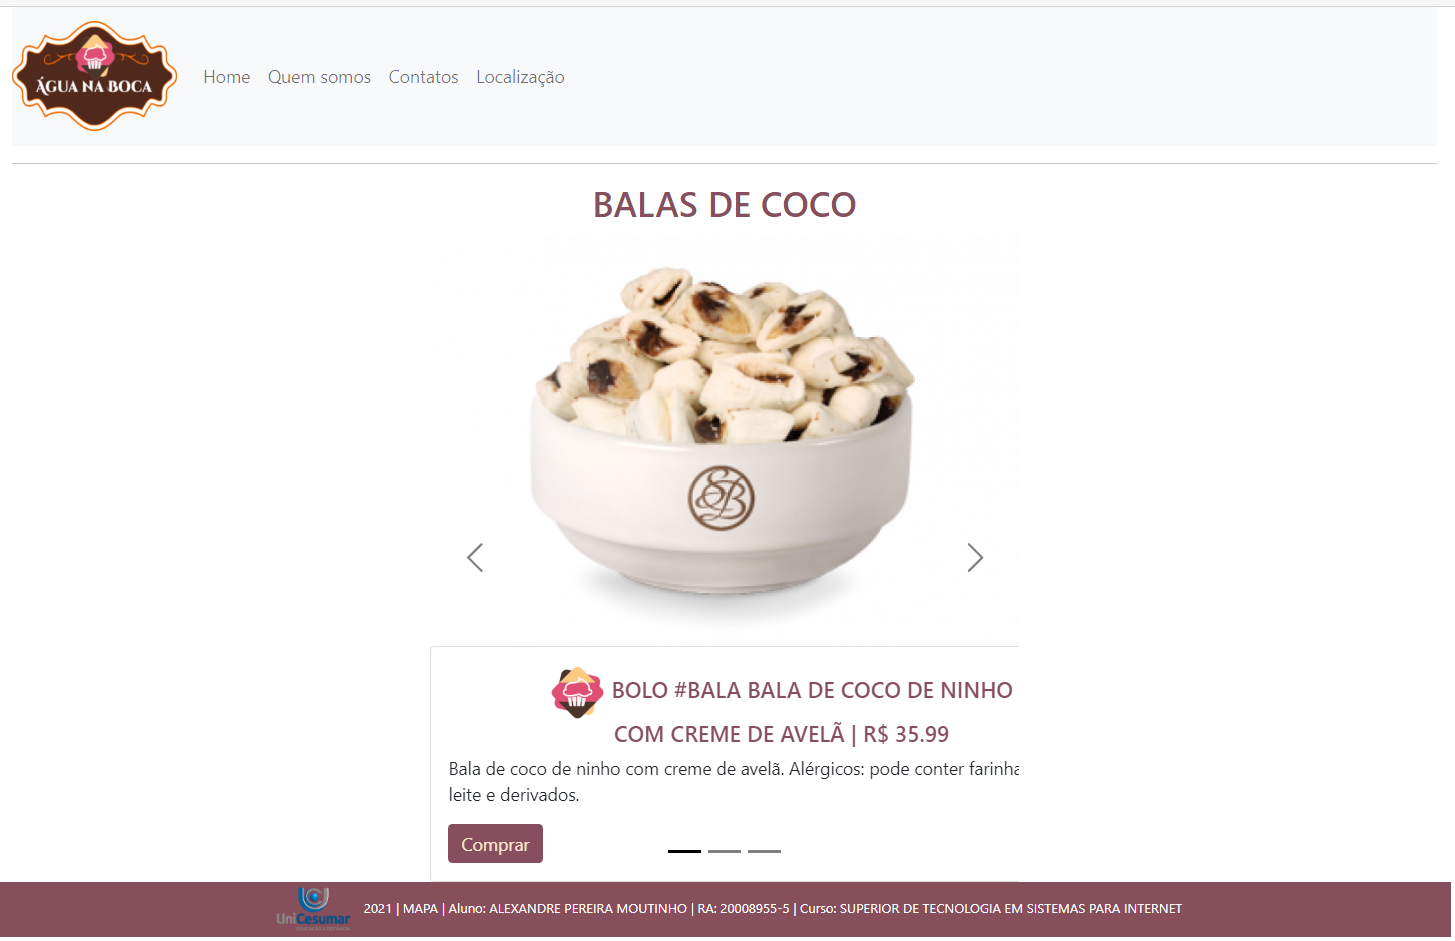 ÁGUA NA BOCA
Home Quem somos Contatos Localização
BALAS DE COCO
SB
BOLO #BALA BALA DE COCO DE NINHO
COM CREME DE AVELÃ | R$ 35.99
Bala de coco de ninho com creme de avelã. Alérgicos: pode conter farinha
leite e derivados.
Comprar
UniCesumar
EDUCAÇÃO A DISTÂNCIA
2021 | MAPA | Aluno: ALEXANDRE PEREIRA MOUTINHO | RA: 20008955-5 | Curso: SUPERIOR DE TECNOLOGIA EM SISTEMAS PARA INTERNET